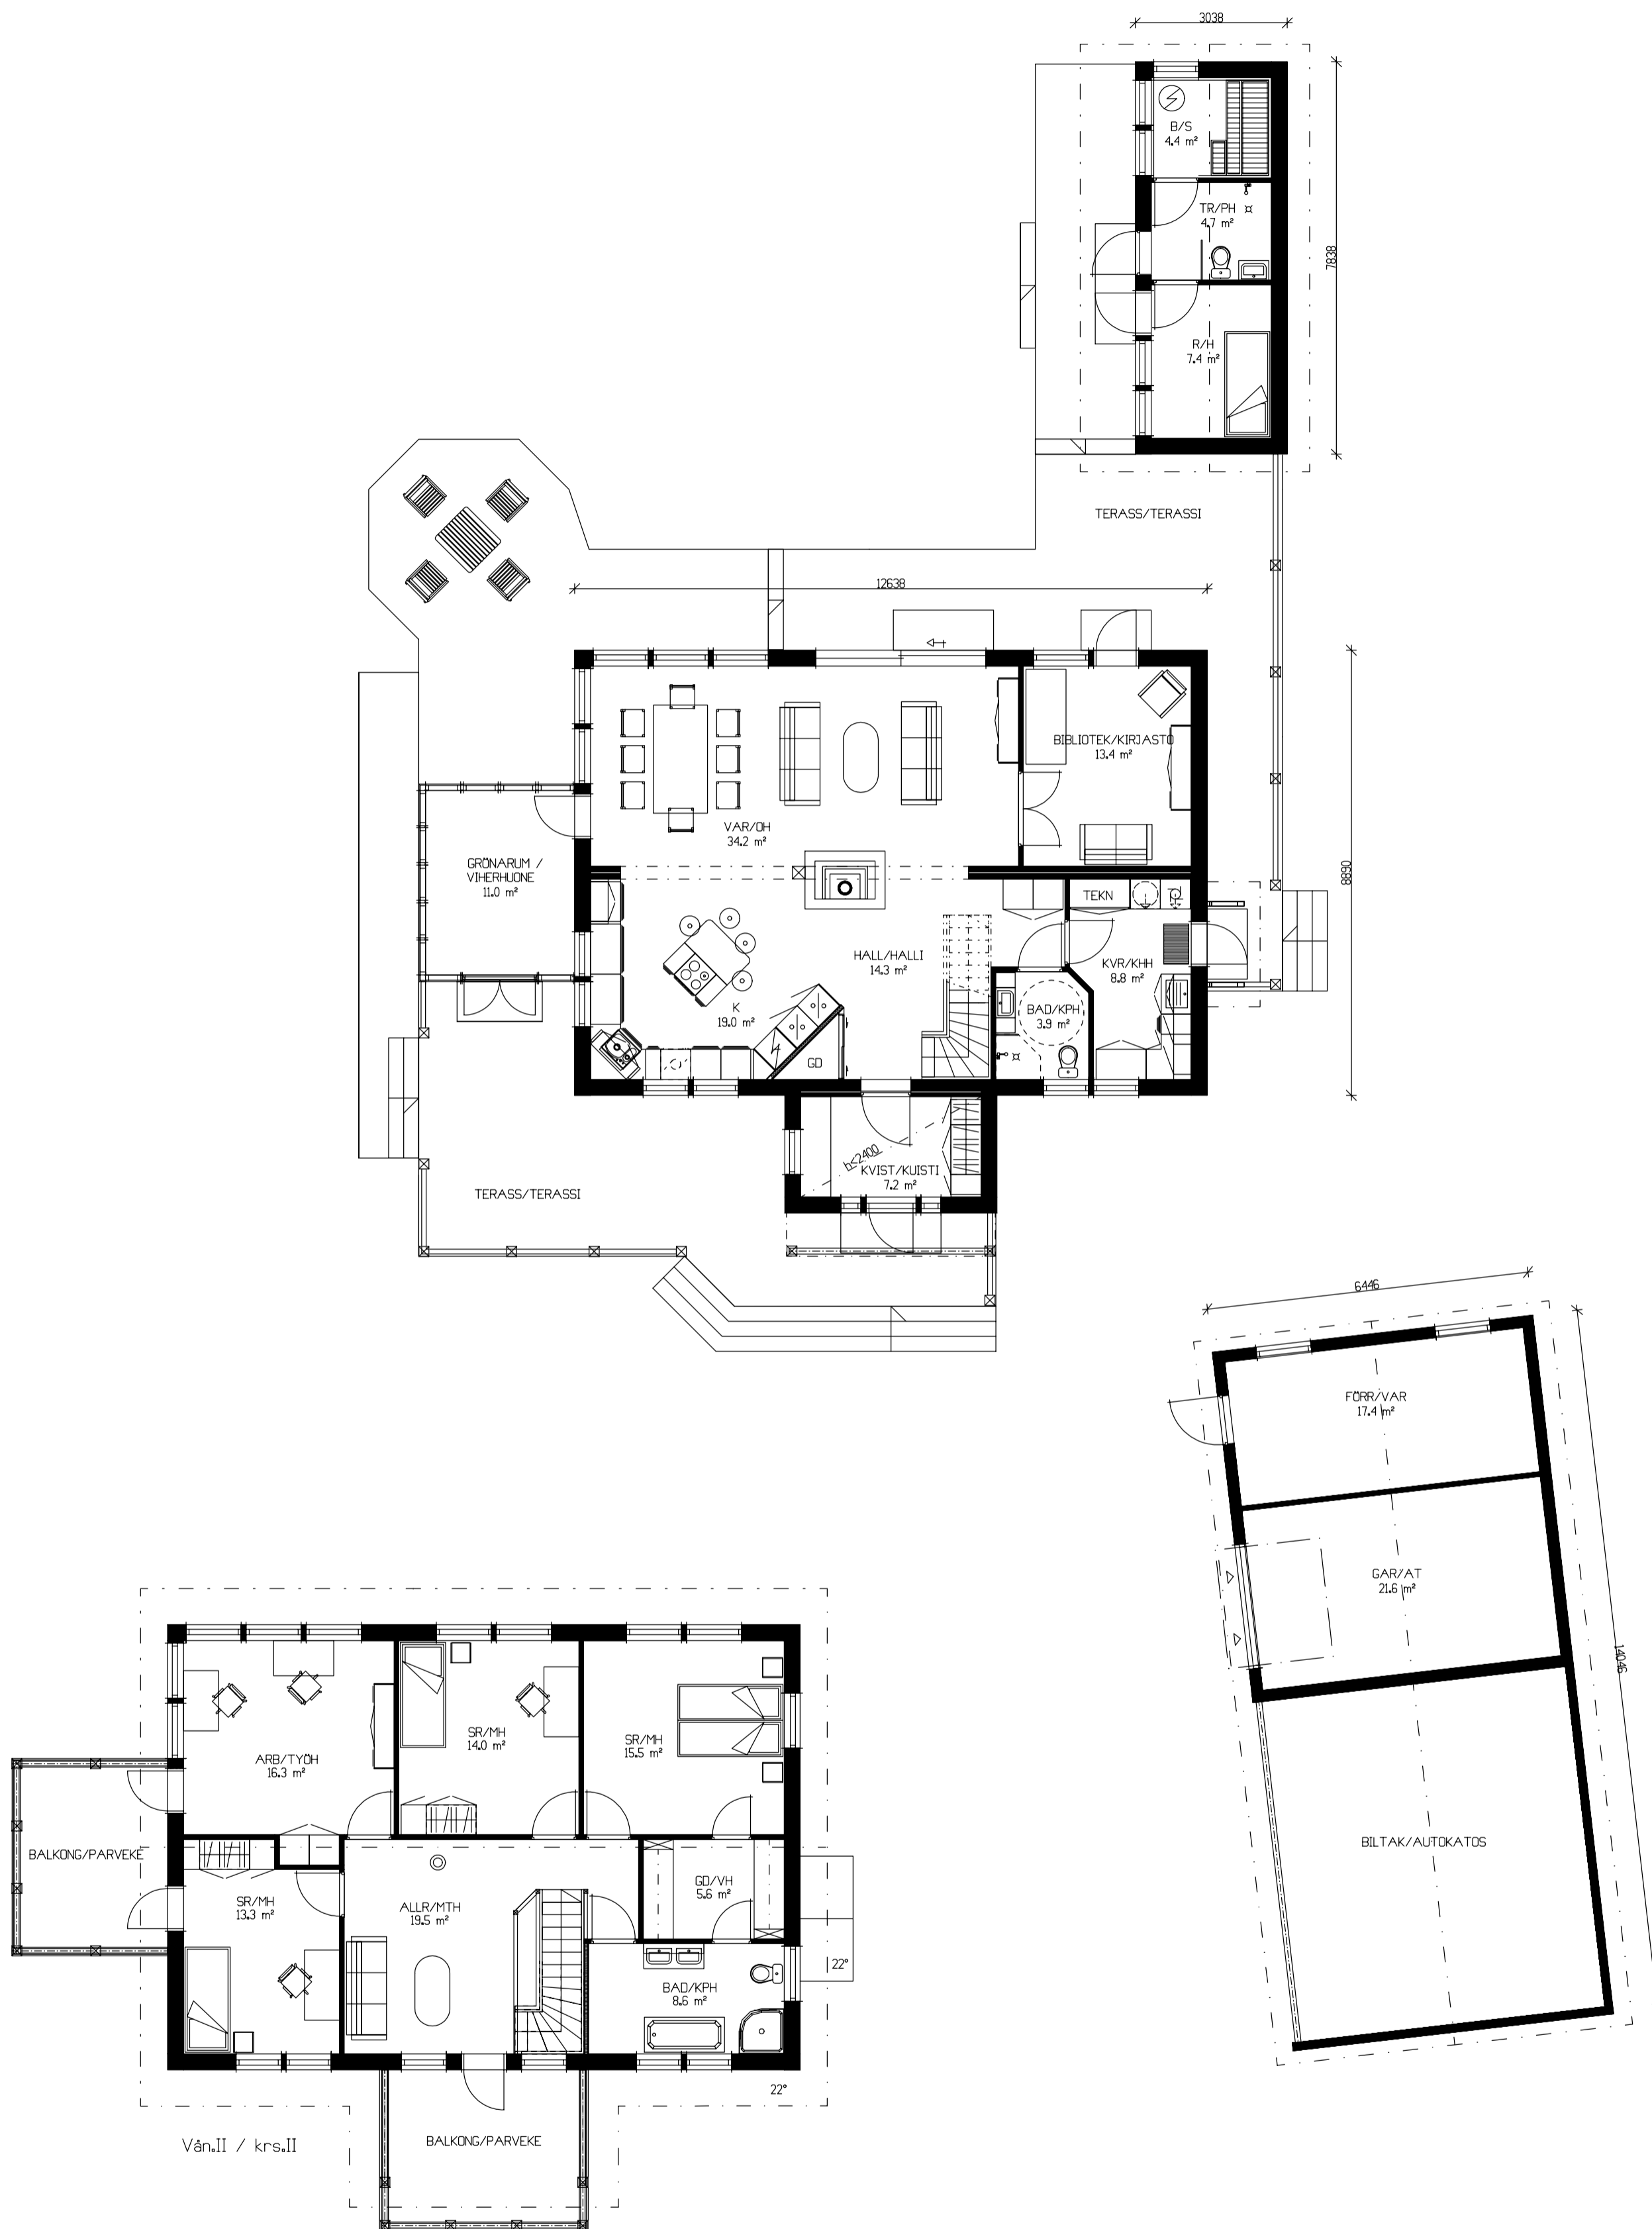 3038
B/S
4.4 m²
TR/PH
4.7 m²
7838
R/H
7.4 m²
TERASS/TERASSI
12638
BIBLIOTEK/KIRJASTO
13.4 m²
VAR/OH
34.2 m²
GRÖNARUM /
VIHERHUONE
11.0 m²
8890
TEKN
HALL/HALLI
14.3 m²
KVR/KHH
8.8 m²
K
19.0 m²
BAD/KPH
3.9 m²
GD
h<2400
KVIST/KUISTI
7.2 m²
TERASS/TERASSI
6446
FÖRR/VAR
17.4 m²
GAR/AT
21.6 m²
14046
BILTAK/AUTOKATOS
SR/MH
14.0 m²
SR/MH
15.5 m²
ARB/TYÖH
16.3 m²
BALKONG/PARVEKE
GD/VH
5.6 m²
SR/MH
13.3 m²
ALLR/MTH
19.5 m²
22°
BAD/KPH
8.6 m²
22°
BALKONG/PARVEKE
Vån.II / krs.II